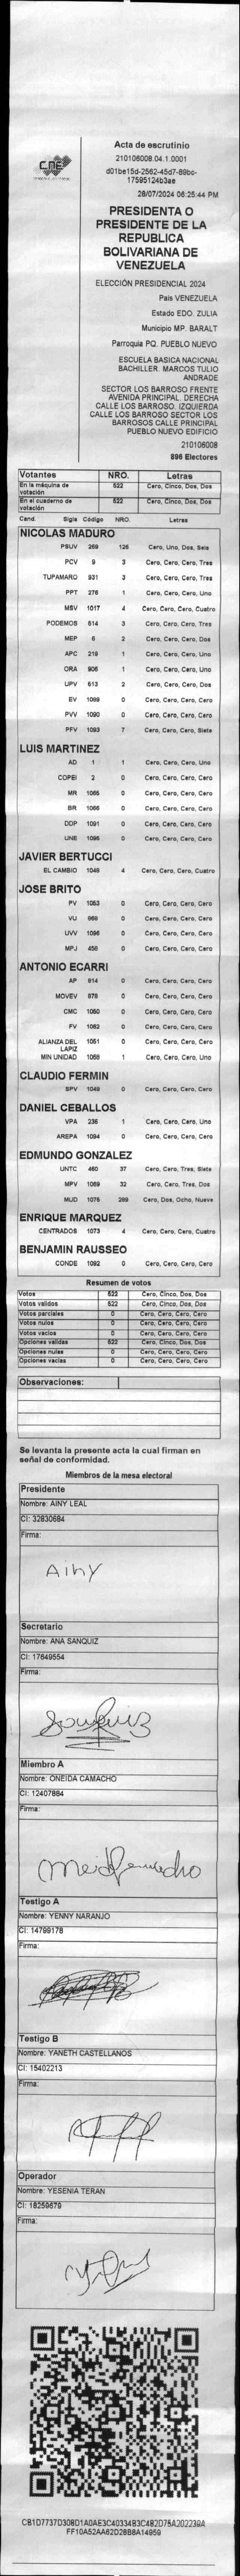 CNE
Acta de escrutinio
210106008.04.1.0001
d01be15d-2562-45d7-89bc-
17595124b3ae
28/07/2024 06:25:44 PM
PRESIDENTA O
PRESIDENTE DE LA
REPUBLICA
BOLIVARIANA DE
VENEZUELA
ELECCIÓN PRESIDENCIAL 2024
País VENEZUELA
Estado EDO. ZULIA
Municipio MP. BARALT
Parroquia PQ. PUEBLO NUEVO
ESCUELA BASICA NACIONAL
BACHILLER. MARCOS TULIO
ANDRADE
SECTOR LOS BARROSO FRENTE
AVENIDA PRINCIPAL. DERECHA
CALLE LOS BARROSO. IZQUIERDA
CALLE LOS BARROSO SECTOR LOS
BARROSOS CALLE PRINCIPAL
PUEBLO NUEVO EDIFICIO
210106008
896 Electores
Votantes NRO. Letras
En la máquina de votación 522 Cero, Cinco, Dos, Dos
En el cuaderno de votación 522 Cero, Cinco, Dos, Dos
Cand. Sigla Código NRO. Letras
NICOLAS MADURO
PSUV 269 126 Cero, Uno, Dos, Seis
PCV 9 3 Cero, Cero, Cero, Tres
TUPAMARO 931 3 Cero, Cero, Cero, Tres
PPT 276 1 Cero, Cero, Cero, Uno
MSV 1017 4 Cero, Cero, Cero, Cuatro
PODEMOS 514 3 Cero, Cero, Cero, Tres
MEP 6 2 Cero, Cero, Cero, Dos
APC 219 1 Cero, Cero, Cero, Uno
ORA 905 1 Cero, Cero, Cero, Uno
UPV 513 2 Cero, Cero, Cero, Dos
EV 1089 0 Cero, Cero, Cero, Cero
PVV 1090 0 Cero, Cero, Cero, Cero
PFV 1093 7 Cero, Cero, Cero, Siete
LUIS MARTINEZ
AD 1 1 Cero, Cero, Cero, Uno
COPEI 2 0 Cero, Cero, Cero, Cero
MR 1065 0 Cero, Cero, Cero, Cero
BR 1066 0 Cero, Cero, Cero, Cero
DDP 1091 0 Cero, Cero, Cero, Cero
UNE 1095 0 Cero, Cero, Cero, Cero
JAVIER BERTUCCI
EL CAMBIO 1048 4 Cero, Cero, Cero, Cuatro
JOSE BRITO
PV 1053 0 Cero, Cero, Cero, Cero
VU 968 0 Cero, Cero, Cero, Cero
UVV 1096 0 Cero, Cero, Cero, Cero
MPJ 458 0 Cero, Cero, Cero, Cero
ANTONIO ECARRI
AP 914 0 Cero, Cero, Cero, Cero
MOVEV 978 0 Cero, Cero, Cero, Cero
CMC 1050 0 Cero, Cero, Cero, Cero
FV 1062 0 Cero, Cero, Cero, Cero
ALIANZA DEL LAPIZ 1051 0 Cero, Cero, Cero, Cero
MIN UNIDAD 1068 1 Cero, Cero, Cero, Uno
CLAUDIO FERMIN
SPV 1049 0 Cero, Cero, Cero, Cero
DANIEL CEBALLOS
VPA 236 1 Cero, Cero, Cero, Uno
AREPA 1094 0 Cero, Cero, Cero, Cero
EDMUNDO GONZALEZ
UNTC 460 37 Cero, Cero, Tres, Siete
MPV 1069 32 Cero, Cero, Tres, Dos
MUD 1075 289 Cero, Dos, Ocho, Nueve
ENRIQUE MARQUEZ
CENTRADOS 1073 4 Cero, Cero, Cero, Cuatro
BENJAMIN RAUSSEO
CONDE 1092 0 Cero, Cero, Cero, Cero
Resumen de votos
Votos 522 Cero, Cinco, Dos, Dos
Votos validos 522 Cero, Cinco, Dos, Dos
Votos parciales 0 Cero, Cero, Cero, Cero
Votos nulos 0 Cero, Cero, Cero, Cero
Votos vacíos 0 Cero, Cero, Cero, Cero
Opciones validas 522 Cero, Cinco, Dos, Dos
Opciones nulas 0 Cero, Cero, Cero, Cero
Opciones vacias 0 Cero, Cero, Cero, Cero
Observaciones:
Se levanta la presente acta la cual firman en
señal de conformidad.
Miembros de la mesa electoral
Presidente
Nombre: AINY LEAL
CI: 32830684
Firma:
Ainy
Secretario
Nombre: ANA SANQUIZ
CI: 17649554
Firma:
Miembro A
Nombre: ONEIDA CAMACHO
CI: 12407884
Firma:
Testigo A
Nombre: YENNY NARANJO
CI: 14799178
Firma:
Testigo B
Nombre: YANETH CASTELLANOS
CI: 15402213
Firma:
Operador
Nombre: YESENIA TERAN
CI: 18259679
Firma:
CB1D7737D308D1A0AE3C40334B3C482D75A202239A
FF10A52AA62D28B8A14959